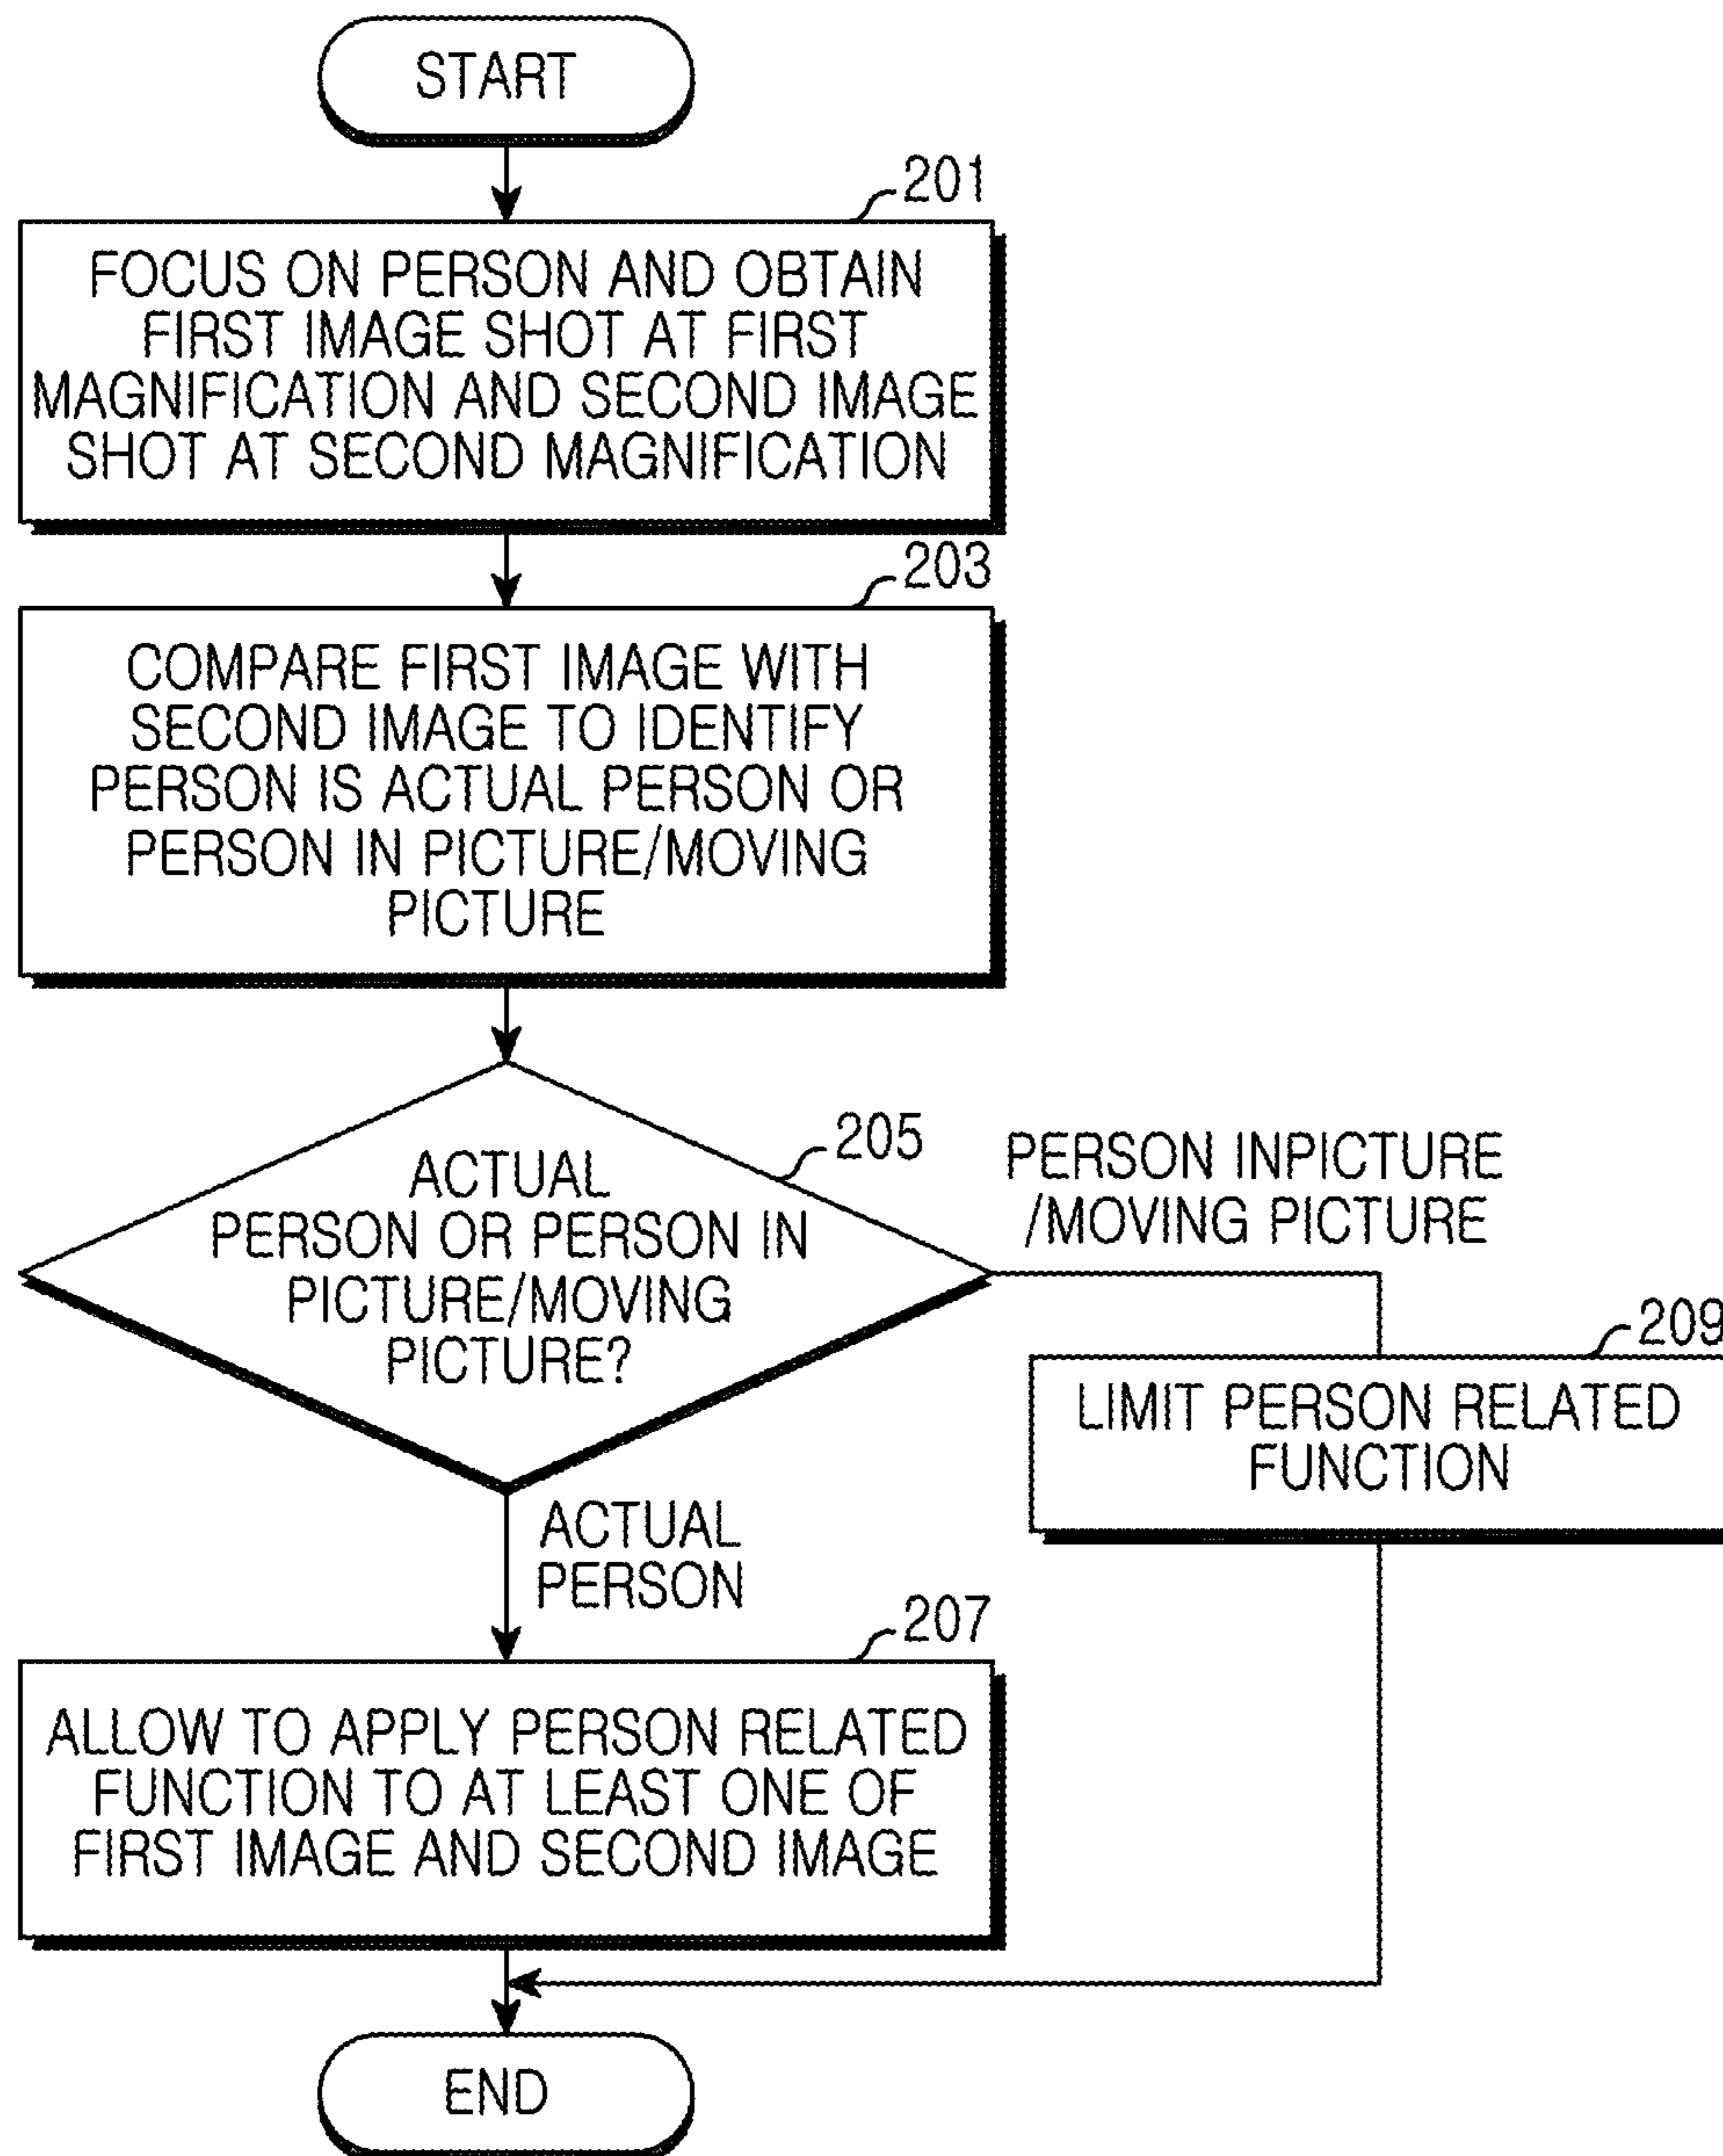 START
201
FOCUS ON PERSON AND OBTAIN
FIRST IMAGE SHOT AT FIRST
MAGNIFICATION AND SECOND IMAGE
SHOT AT SECOND MAGNIFICATION
203
COMPARE FIRST IMAGE WITH
SECOND IMAGE TO IDENTIFY
PERSON IS ACTUAL PERSON OR
PERSON IN PICTURE/MOVING
PICTURE
205
ACTUAL
PERSON OR PERSON IN
PICTURE/MOVING
PICTURE?
PERSON INPICTURE
/MOVING PICTURE
209
LIMIT PERSON RELATED
FUNCTION
ACTUAL
PERSON
207
ALLOW TO APPLY PERSON RELATED
FUNCTION TO AT LEAST ONE OF
FIRST IMAGE AND SECOND IMAGE
END